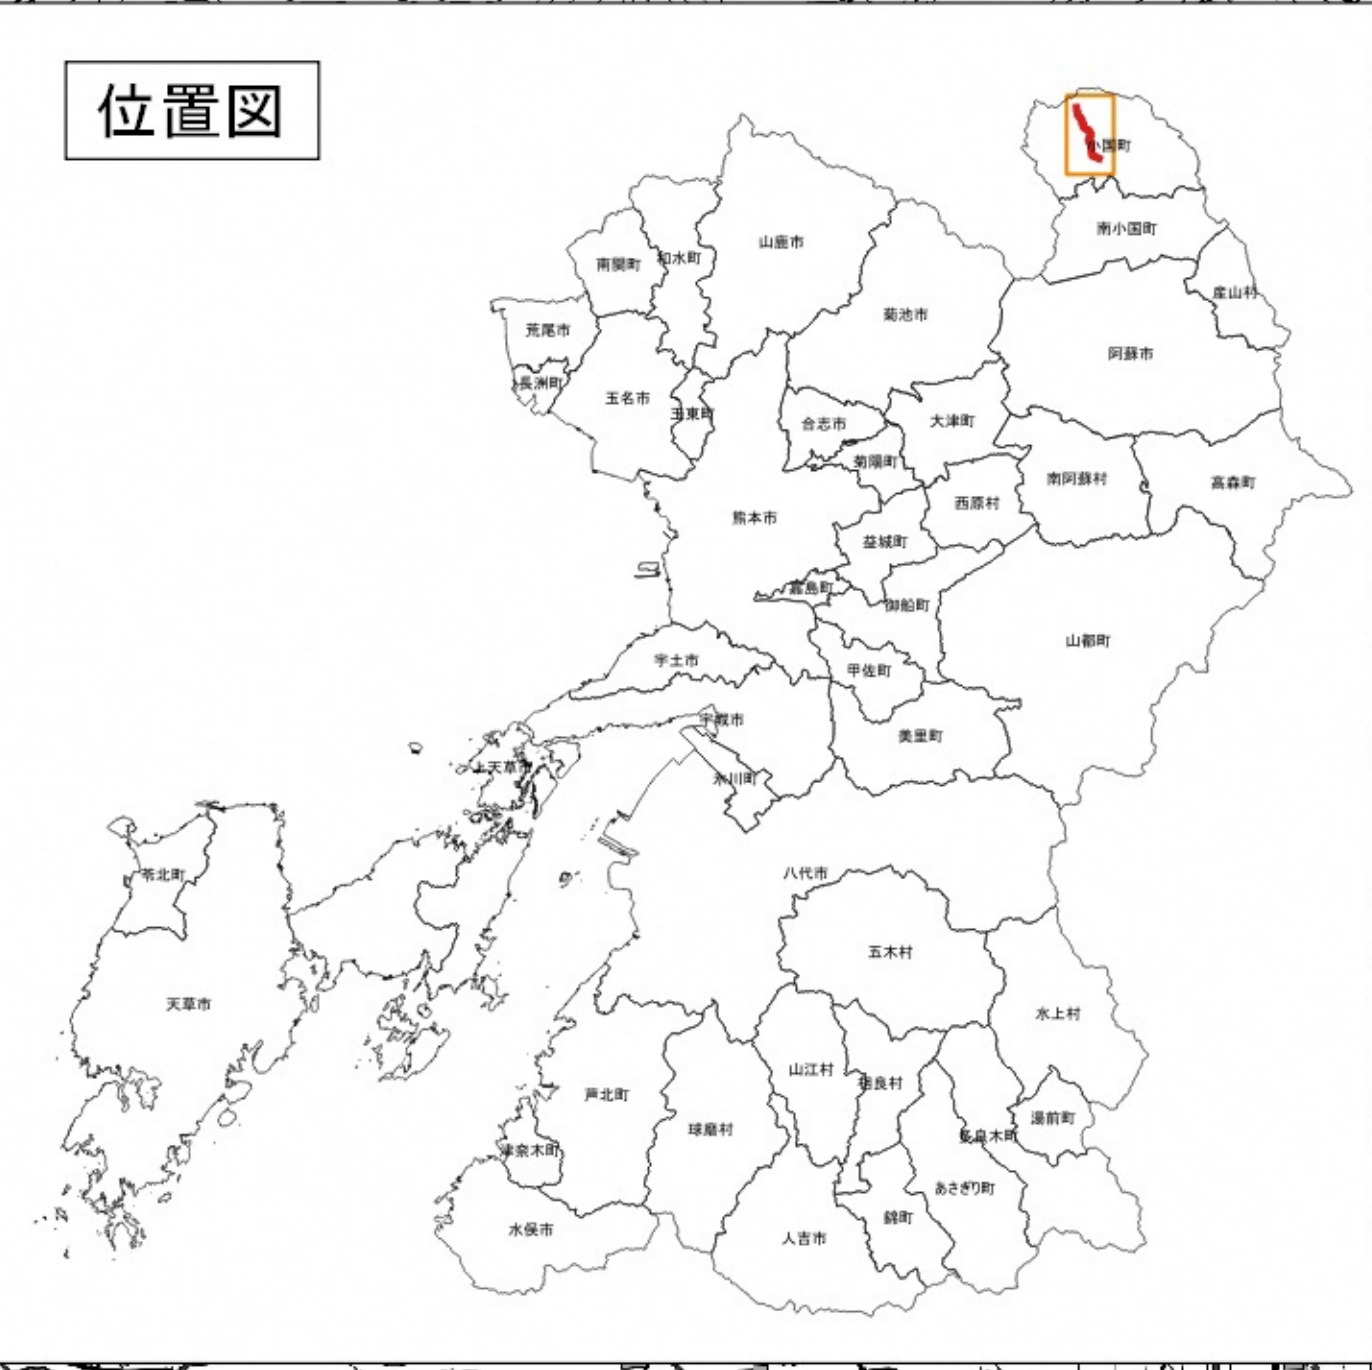 位置図
小国町
南小国町
山鹿市
和水町
南関町
産山村
菊池市
荒尾市
阿蘇市
長洲町
玉名市
玉東町
合志市
大津町
菊陽町
南阿蘇村
高森町
西原村
熊本市
益城町
嘉島町
御船町
山都町
宇土市
甲佐町
宇城市
美里町
上天草市
氷川町
苓北町
八代市
五木村
天草市
水上村
山江村
相良村
芦北町
湯前町
球磨村
多良木町
津奈木町
あさぎり町
錦町
水俣市
人吉市